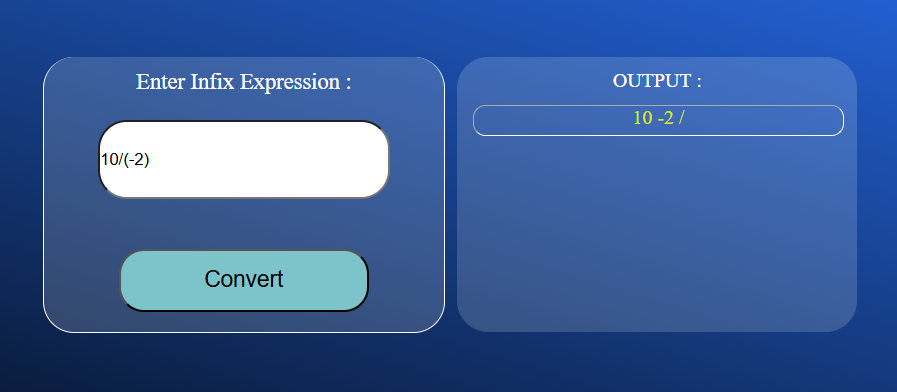 Enter Infix Expression :
10/(-2)
Convert
OUTPUT :
10 -2 /